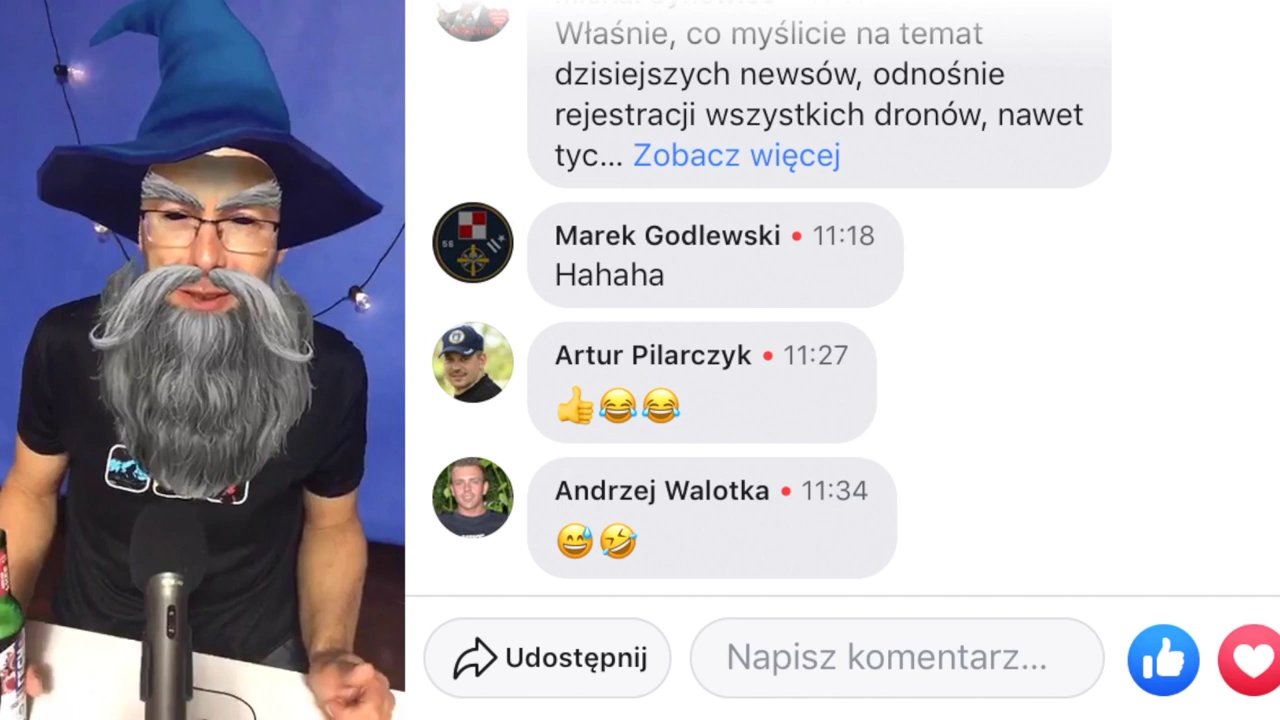 Właśnie, co myślicie na temat
dzisiejszych newsów, odnośnie
rejestracji wszystkich dronów, nawet
tyc... Zobacz więcej
Marek Godlewski • 11:18
Hahaha
Artur Pilarczyk • 11:27
👍😂😂
Andrzej Walotka • 11:34
😅🤣
Udostępnij
Napisz komentarz...